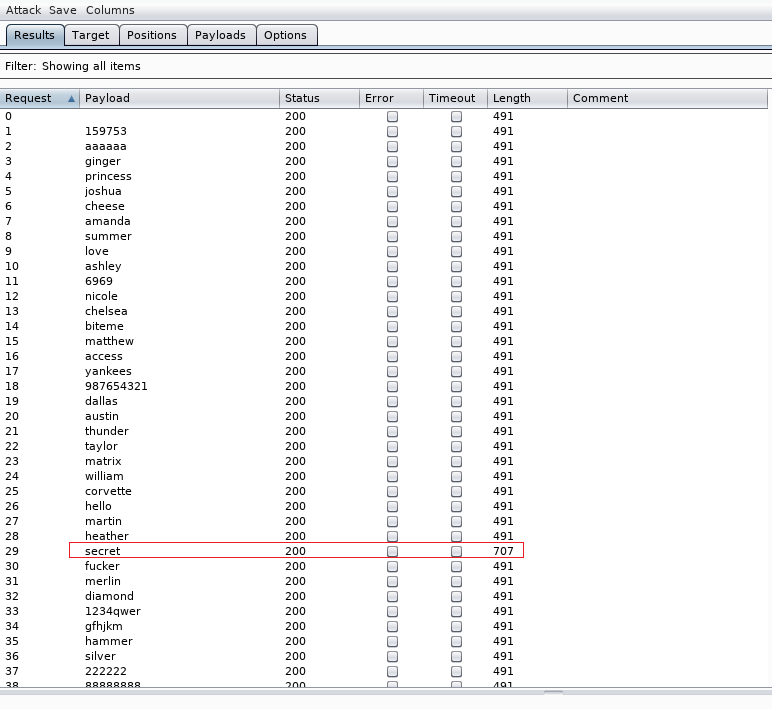 Attack Save Columns
Results Target Positions Payloads Options
Filter: Showing all items
Request Payload Status Error Timeout Length Comment
0 200 491
1 159753 200 491
2 aaaaaa 200 491
3 ginger 200 491
4 princess 200 491
5 joshua 200 491
6 cheese 200 491
7 amanda 200 491
8 summer 200 491
9 love 200 491
10 ashley 200 491
11 6969 200 491
12 nicole 200 491
13 chelsea 200 491
14 biteme 200 491
15 matthew 200 491
16 access 200 491
17 yankees 200 491
18 987654321 200 491
19 dallas 200 491
20 austin 200 491
21 thunder 200 491
22 taylor 200 491
23 matrix 200 491
24 william 200 491
25 corvette 200 491
26 hello 200 491
27 martin 200 491
28 heather 200 491
29 secret 200 707
30 fucker 200 491
31 merlin 200 491
32 diamond 200 491
33 1234qwer 200 491
34 gfhjkm 200 491
35 hammer 200 491
36 silver 200 491
37 222222 200 491
38 88888888 200 491